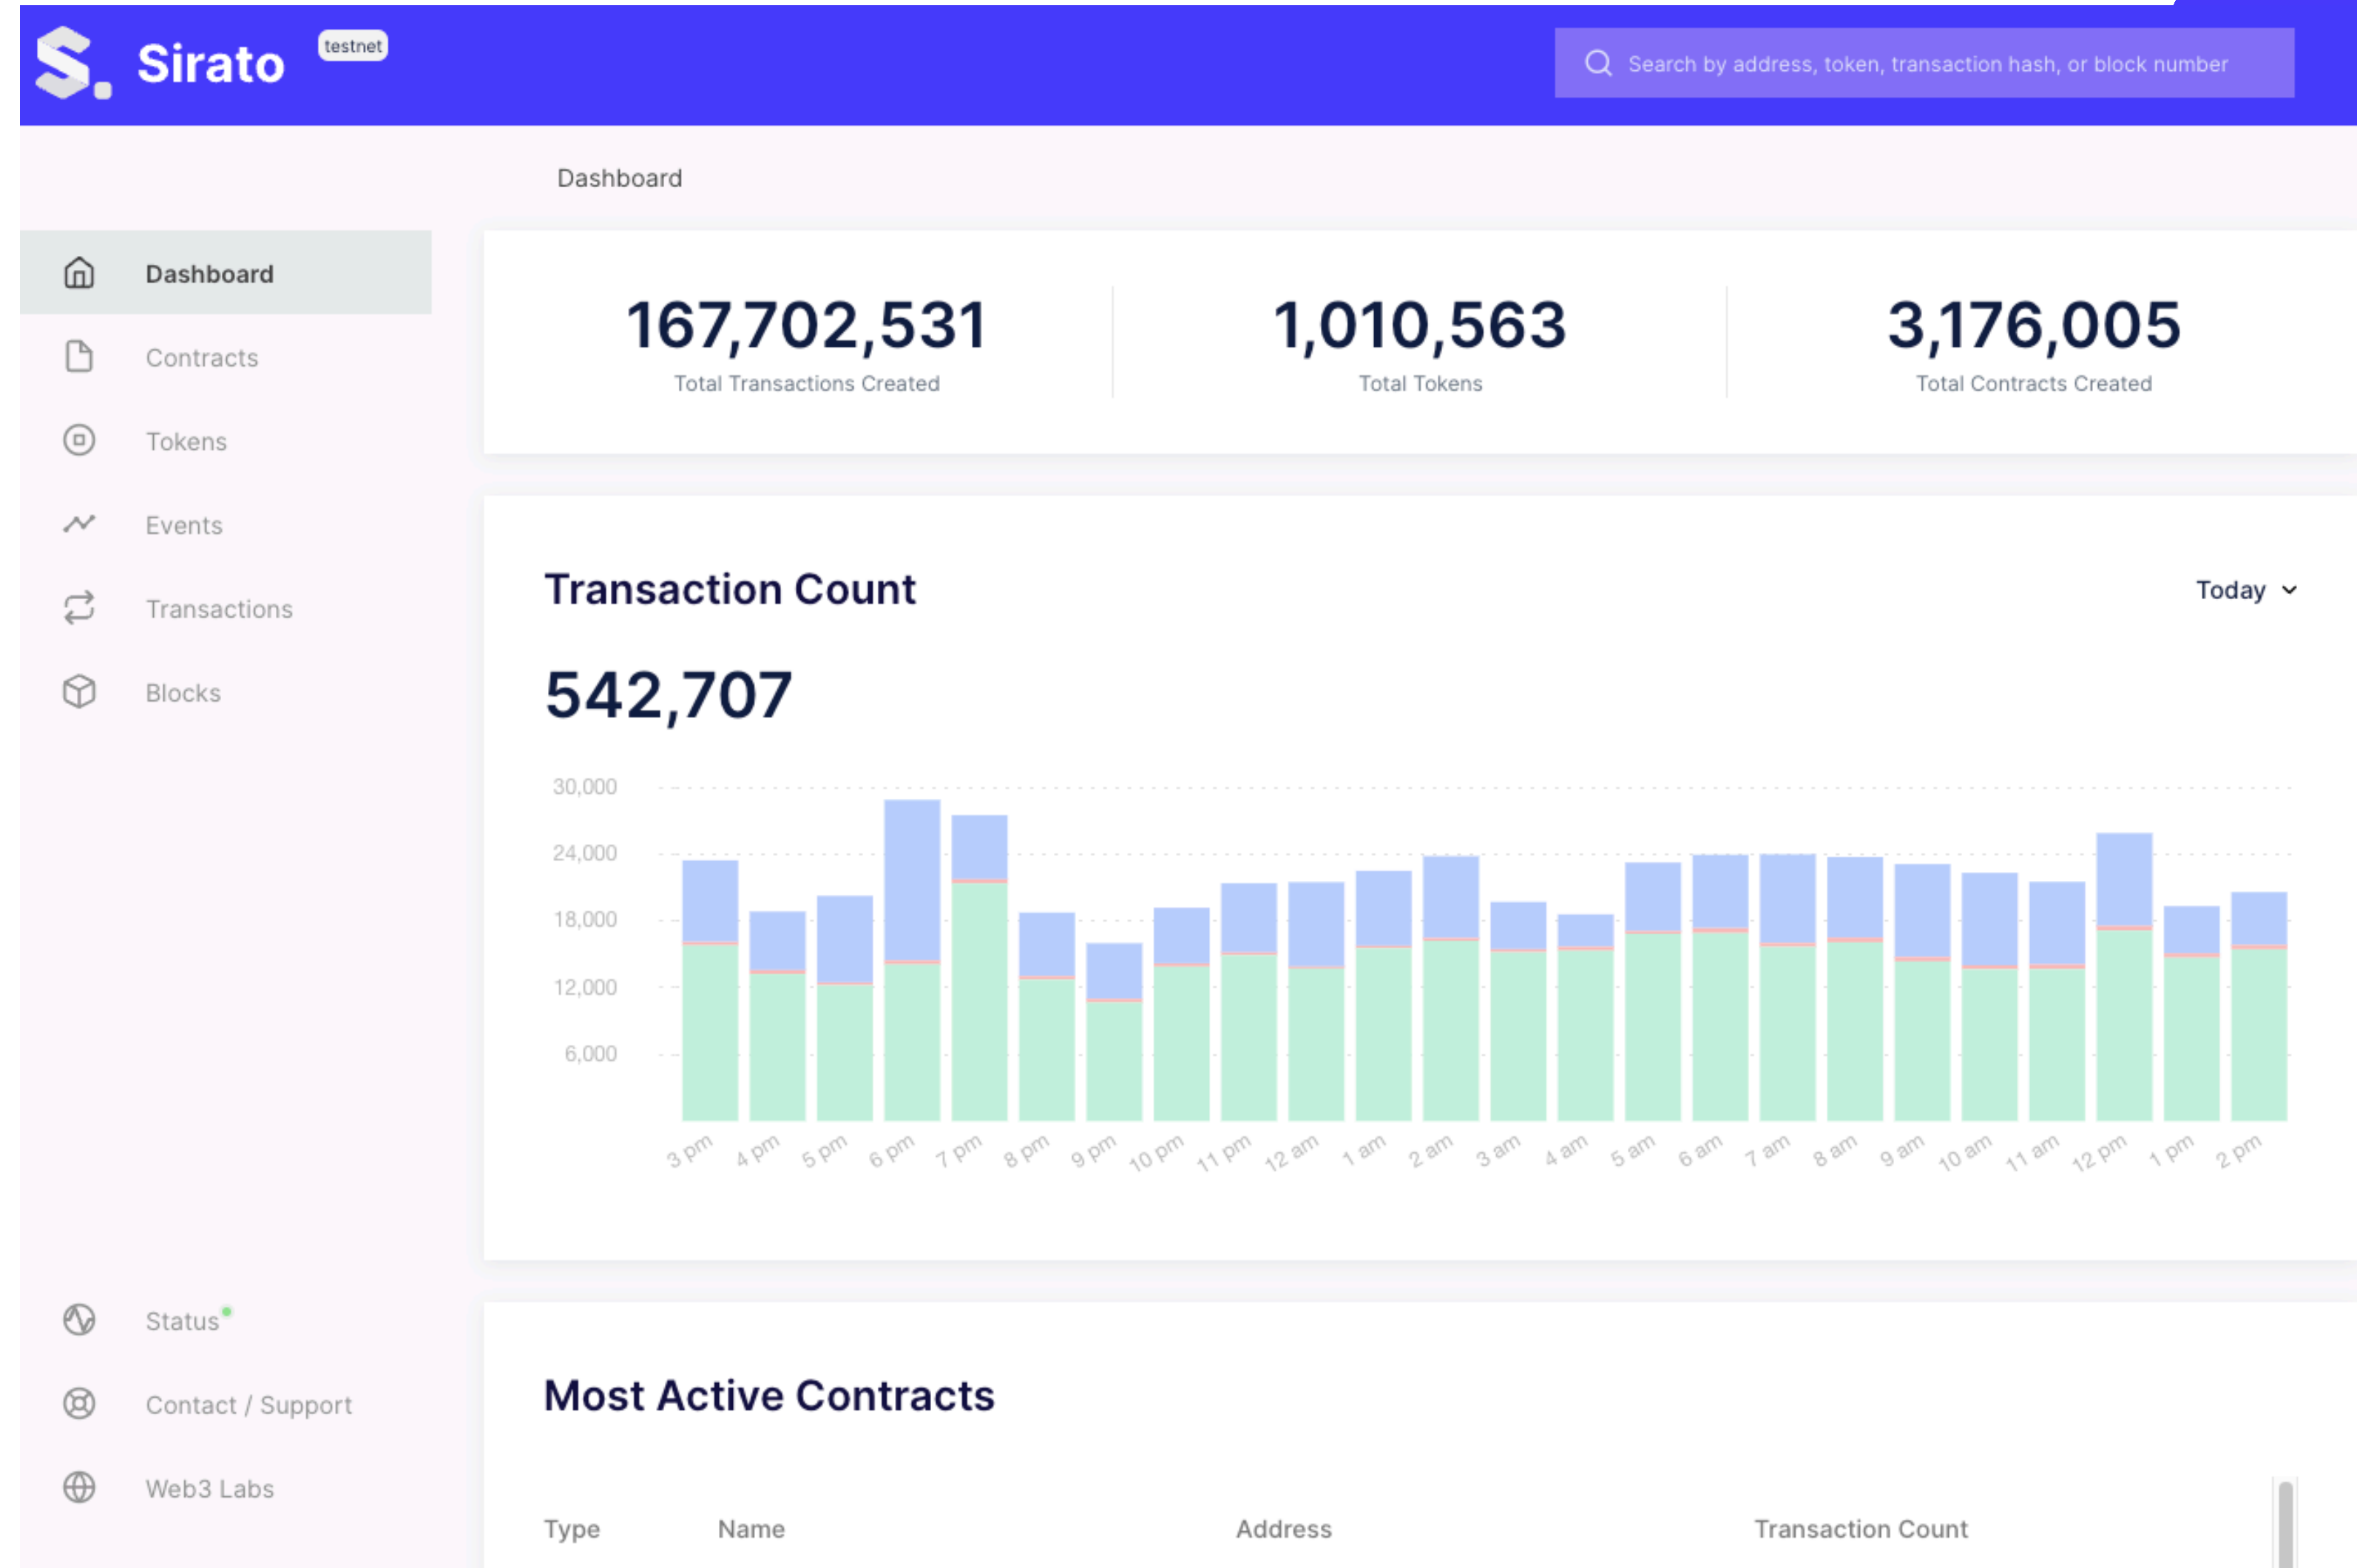 Sirato testnet
Search by address, token, transaction hash, or block number
Dashboard
Dashboard
Contracts
Tokens
Events
Transactions
Blocks
Status
Contact / Support
Web3 Labs
167,702,531
Total Transactions Created
1,010,563
Total Tokens
3,176,005
Total Contracts Created
Transaction Count
Today
542,707
30,000
24,000
18,000
12,000
6,000
3 pm 4 pm 5 pm 6 pm 7 pm 8 pm 9 pm 10 pm 11 pm 12 am 1 am 2 am 3 am 4 am 5 am 6 am 7 am 8 am 9 am 10 am 11 am 12 pm 1 pm 2 pm
Most Active Contracts
Type Name Address Transaction Count